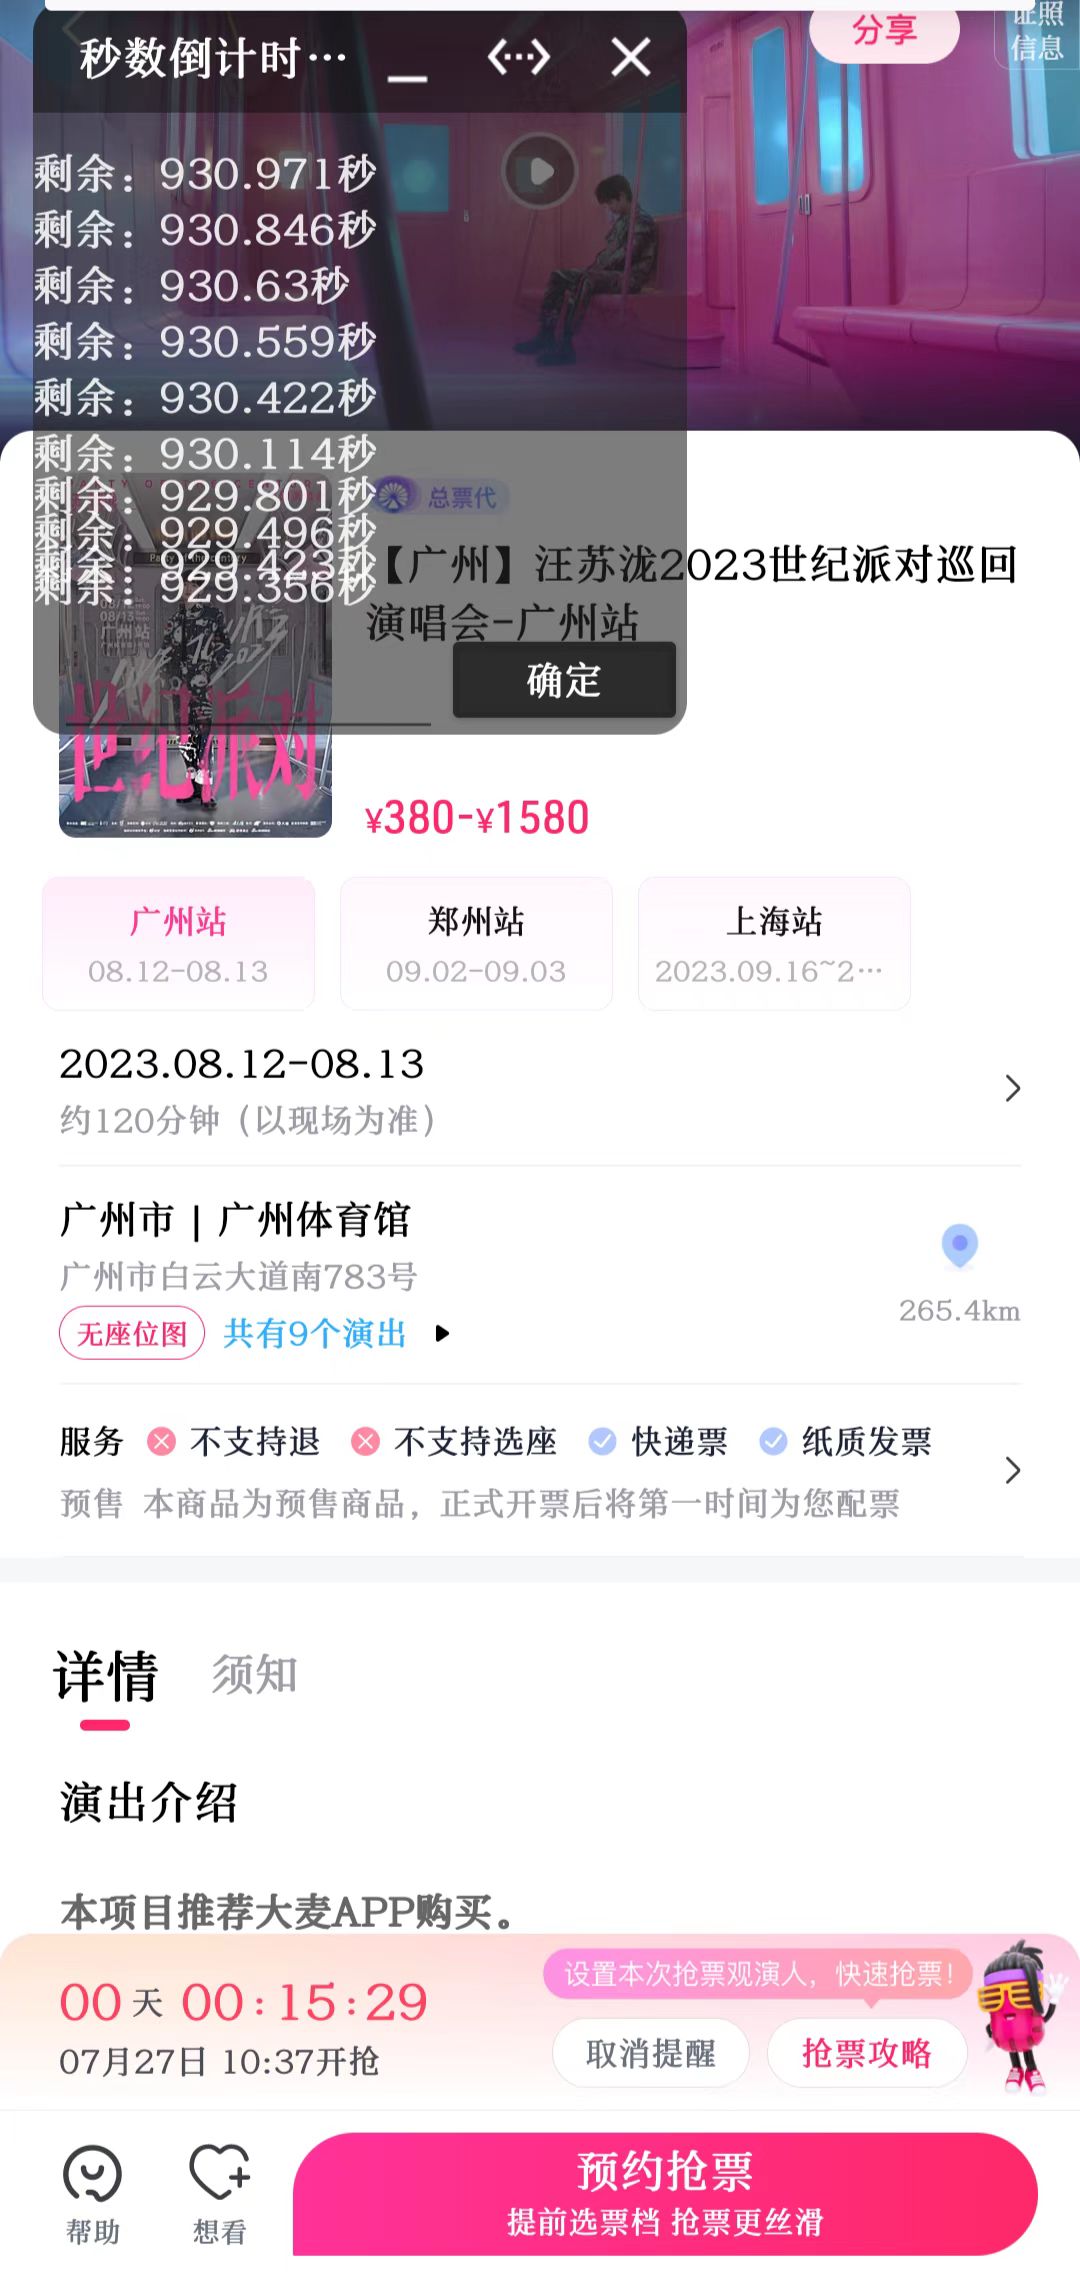 秒数倒计时…
分享
证照
信息
剩余：930.971秒
剩余：930.846秒
剩余：930.63秒
剩余：930.559秒
剩余：930.422秒
剩余：930.114秒
剩余：929.801秒
剩余：929.496秒
剩余：929.423秒
剩余：929.356秒
总票代
【广州】汪苏泷2023世纪派对巡回
演唱会-广州站
确定
广州站
世纪派对
¥380-¥1580
广州站
08.12-08.13
郑州站
09.02-09.03
上海站
2023.09.16~2…
2023.08.12-08.13
约120分钟（以现场为准）
广州市 | 广州体育馆
广州市白云大道南783号
265.4km
无座位图 共有9个演出
服务 不支持退 不支持选座 快递票 纸质发票
预售 本商品为预售商品，正式开票后将第一时间为您配票
详情 须知
演出介绍
本项目推荐大麦APP购买。
设置本次抢票观演人，快速抢票！
00天 00:15:29
07月27日 10:37开抢
取消提醒
抢票攻略
帮助
想看
预约抢票
提前选票档 抢票更丝滑